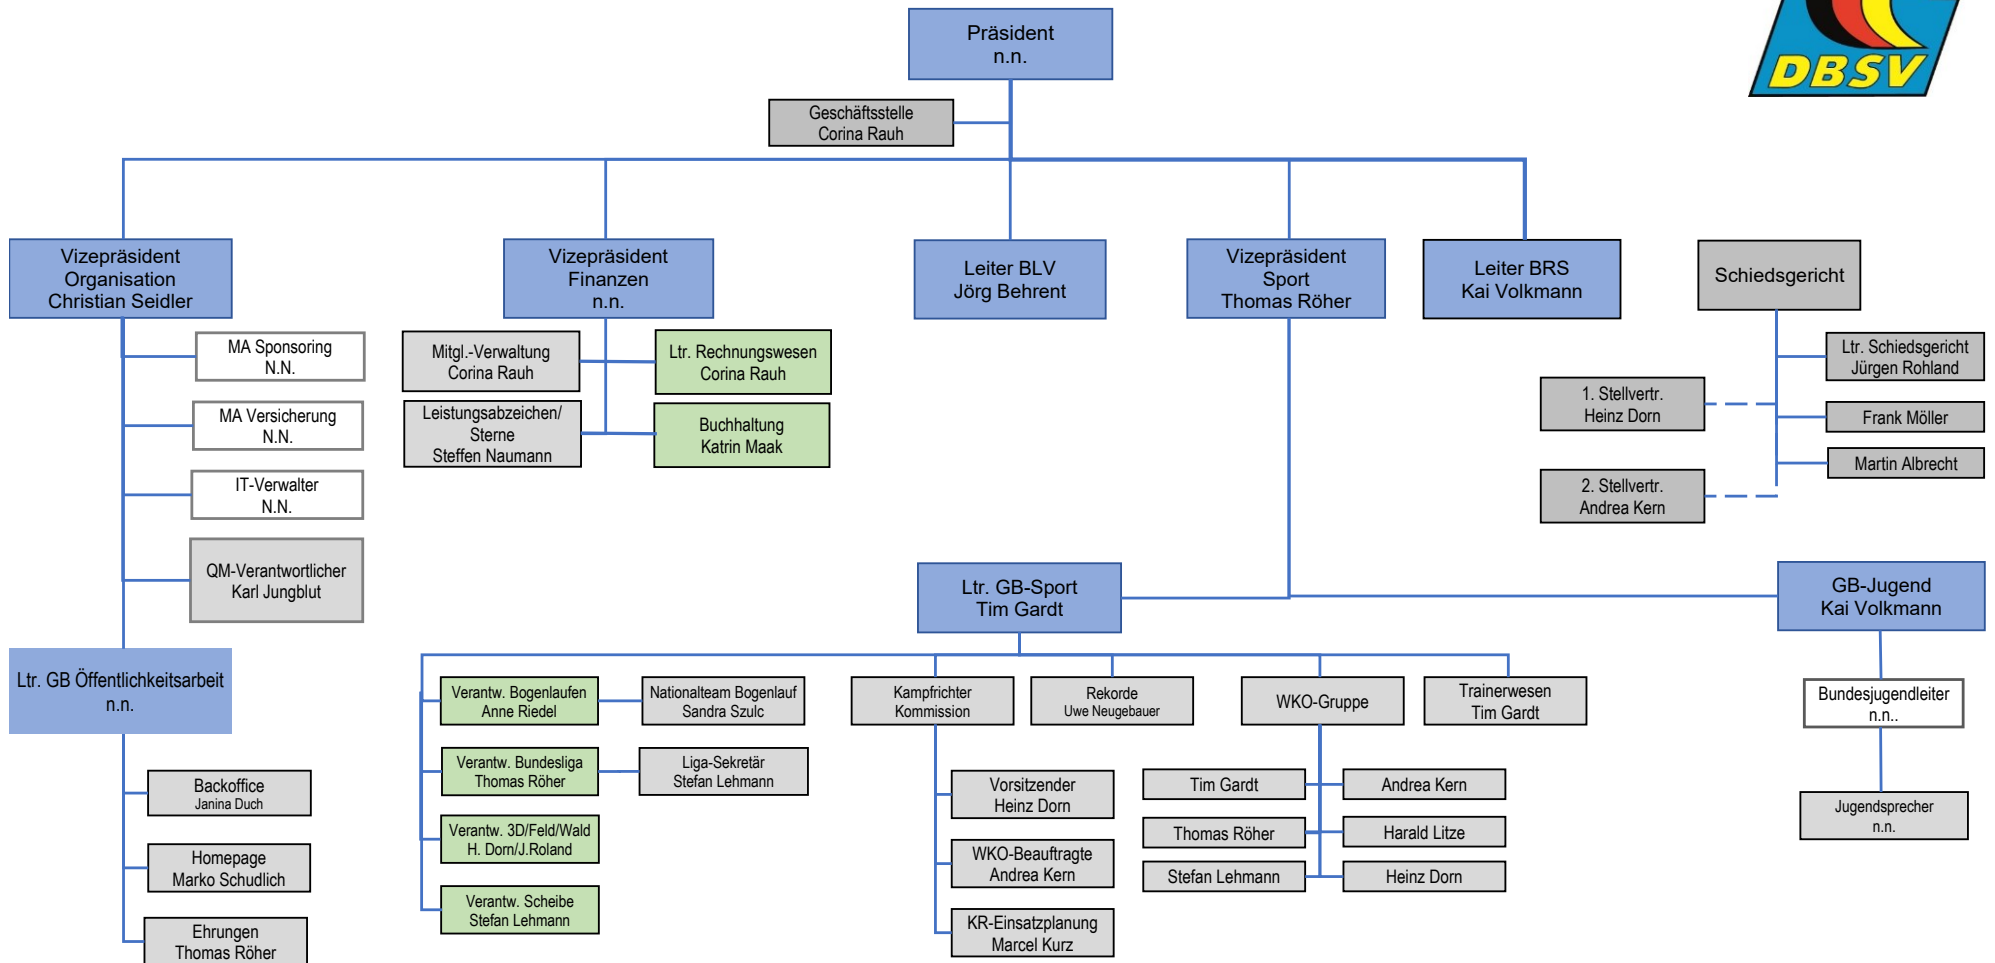 Präsident
n.n.
DBSV
Geschäftsstelle
Corina Rauh
Vizepräsident
Organisation
Christian Seidler
Vizepräsident
Finanzen
n.n.
Leiter BLV
Jörg Behrent
Vizepräsident
Sport
Thomas Röher
Leiter BRS
Kai Volkmann
Schiedsgericht
MA Sponsoring
N.N.
MA Versicherung
N.N.
IT-Verwalter
N.N.
QM-Verantwortlicher
Karl Jungblut
Mitgl.-Verwaltung
Corina Rauh
Ltr. Rechnungswesen
Corina Rauh
Leistungsabzeichen/
Sterne
Steffen Naumann
Buchhaltung
Katrin Maak
Ltr. Schiedsgericht
Jürgen Rohland
1. Stellvertr.
Heinz Dorn
Frank Möller
Martin Albrecht
2. Stellvertr.
Andrea Kern
Ltr. GB-Sport
Tim Gardt
GB-Jugend
Kai Volkmann
Ltr. GB Öffentlichkeitsarbeit
n.n.
Backoffice
Janina Duch
Homepage
Marko Schudlich
Ehrungen
Thomas Röher
Verantw. Bogenlaufen
Anne Riedel
Nationalteam Bogenlauf
Sandra Szulc
Verantw. Bundesliga
Thomas Röher
Liga-Sekretär
Stefan Lehmann
Verantw. 3D/Feld/Wald
H. Dorn/J.Roland
Verantw. Scheibe
Stefan Lehmann
Kampfrichter
Kommission
Vorsitzender
Heinz Dorn
WKO-Beauftragte
Andrea Kern
KR-Einsatzplanung
Marcel Kurz
Rekorde
Uwe Neugebauer
WKO-Gruppe
Tim Gardt
Andrea Kern
Thomas Röher
Harald Litze
Stefan Lehmann
Heinz Dorn
Trainerwesen
Tim Gardt
Bundesjugendleiter
n.n..
Jugendsprecher
n.n.